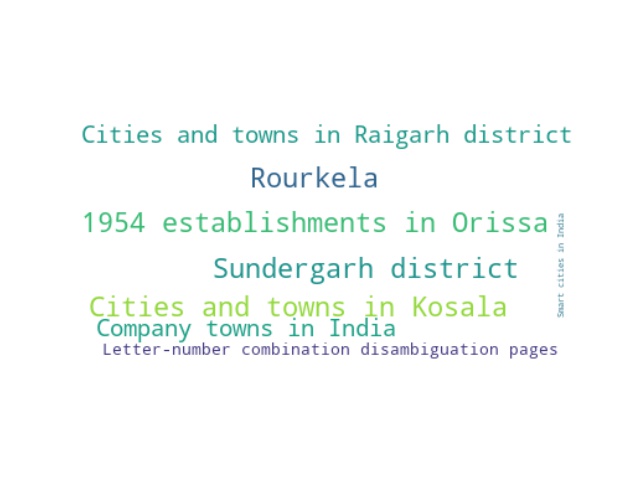 Cities and towns in Raigarh district
Rourkela
1954 establishments in Orissa
Smart cities in India
Sundergarh district
Cities and towns in Kosala
Company towns in India
Letter-number combination disambiguation pages